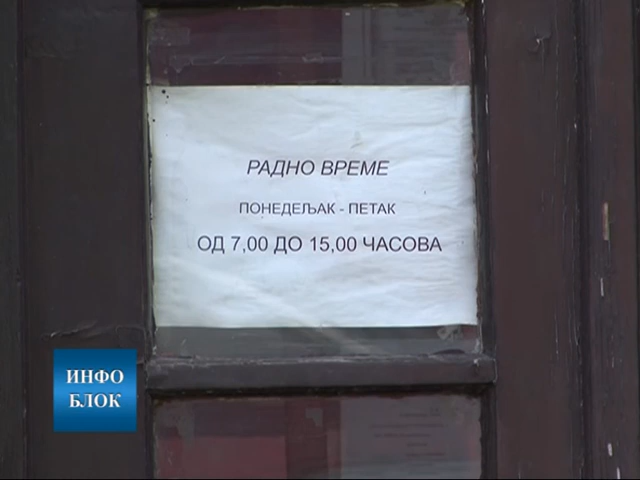 РАДНО ВРЕМЕ
ПОНЕДЕЉАК - ПЕТАК
ОД 7,00 ДО 15,00 ЧАСОВА
ИНФО
БЛОК